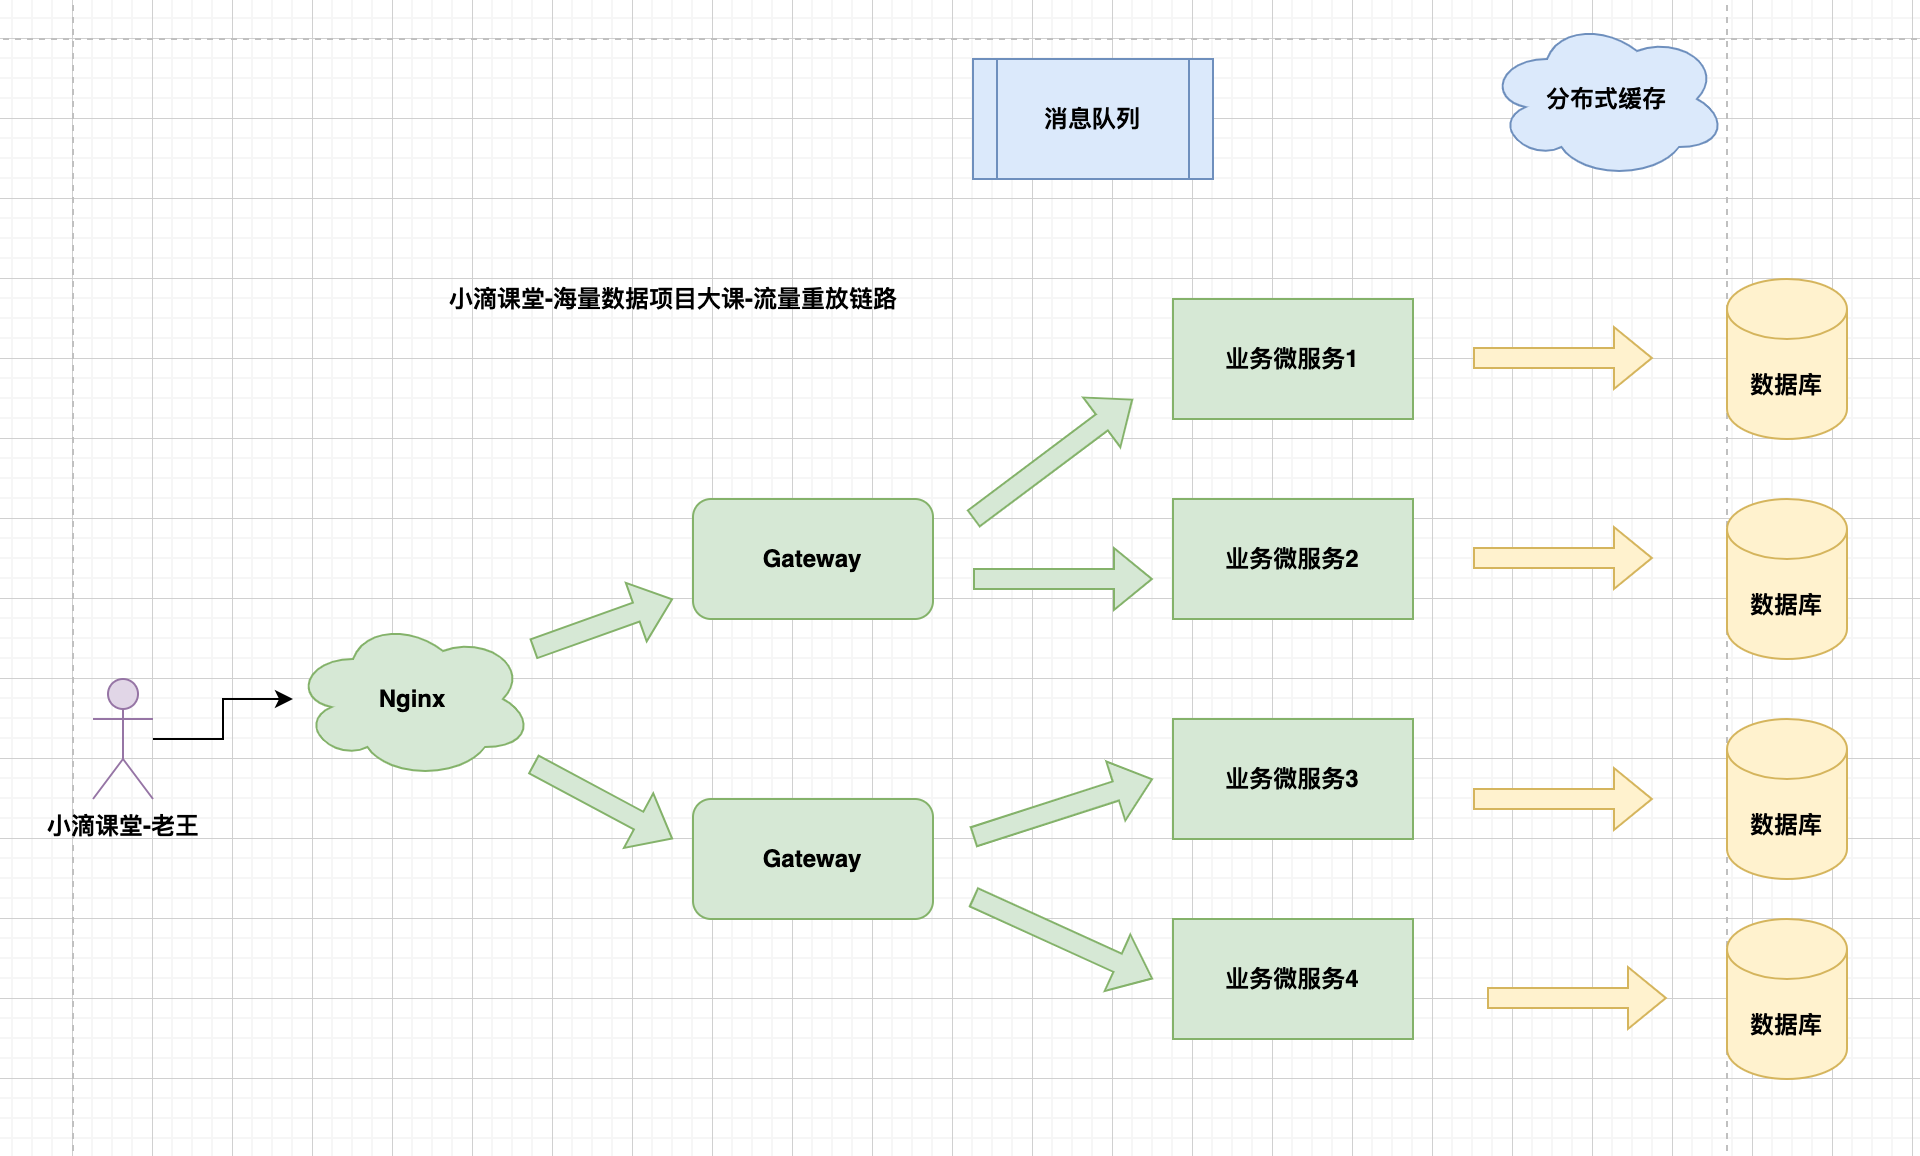 消息队列
分布式缓存
小滴课堂-海量数据项目大课-流量重放链路
业务微服务1
数据库
Gateway
业务微服务2
数据库
Nginx
小滴课堂-老王
业务微服务3
数据库
Gateway
业务微服务4
数据库